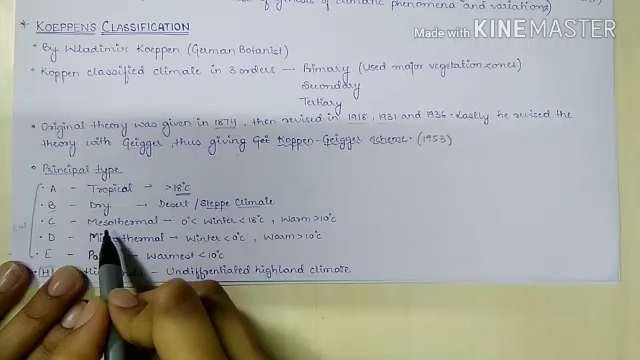 of genesis of climatic phenomena and variations)
Made with KINEMASTER
* KOEPPEN'S CLASSIFICATION
• By Wladimir Koeppen (German Botanist)
• Koppen classified climate in 3 orders — Primary (Used major vegetation zones)
Secondary
Tertiary
• Original theory was given in 1874, then revised in 1918, 1931 and 1936. Lastly he revised the
theory with Geigger, thus giving Gei Koppen-Geigger scheme. (1953)
• Principal type
• A - Tropical → >18°C
• B - Dry → Desert / Steppe Climate
• C - Mesothermal → 0°< Winter < 18°C, Warm >10°C
• D - Microthermal → Winter < 0°C, Warm >10°C
• E - Warmest < 10°C
(H) - Undifferentiated highland climate